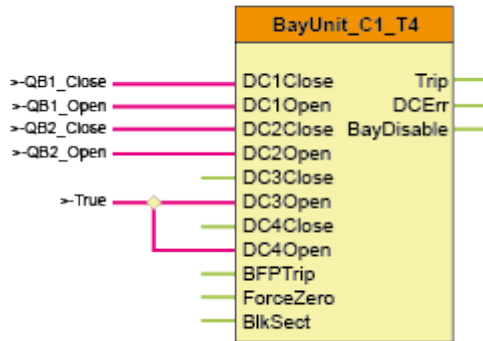 BayUnit_C1_T4
>-QB1_Close DC1Close Trip
>-QB1_Open DC1Open DCErr
>-QB2_Close DC2Close BayDisable
>-QB2_Open DC2Open
DC3Close
>-True DC3Open
DC4Close
DC4Open
BFPTrip
ForceZero
BlkSect